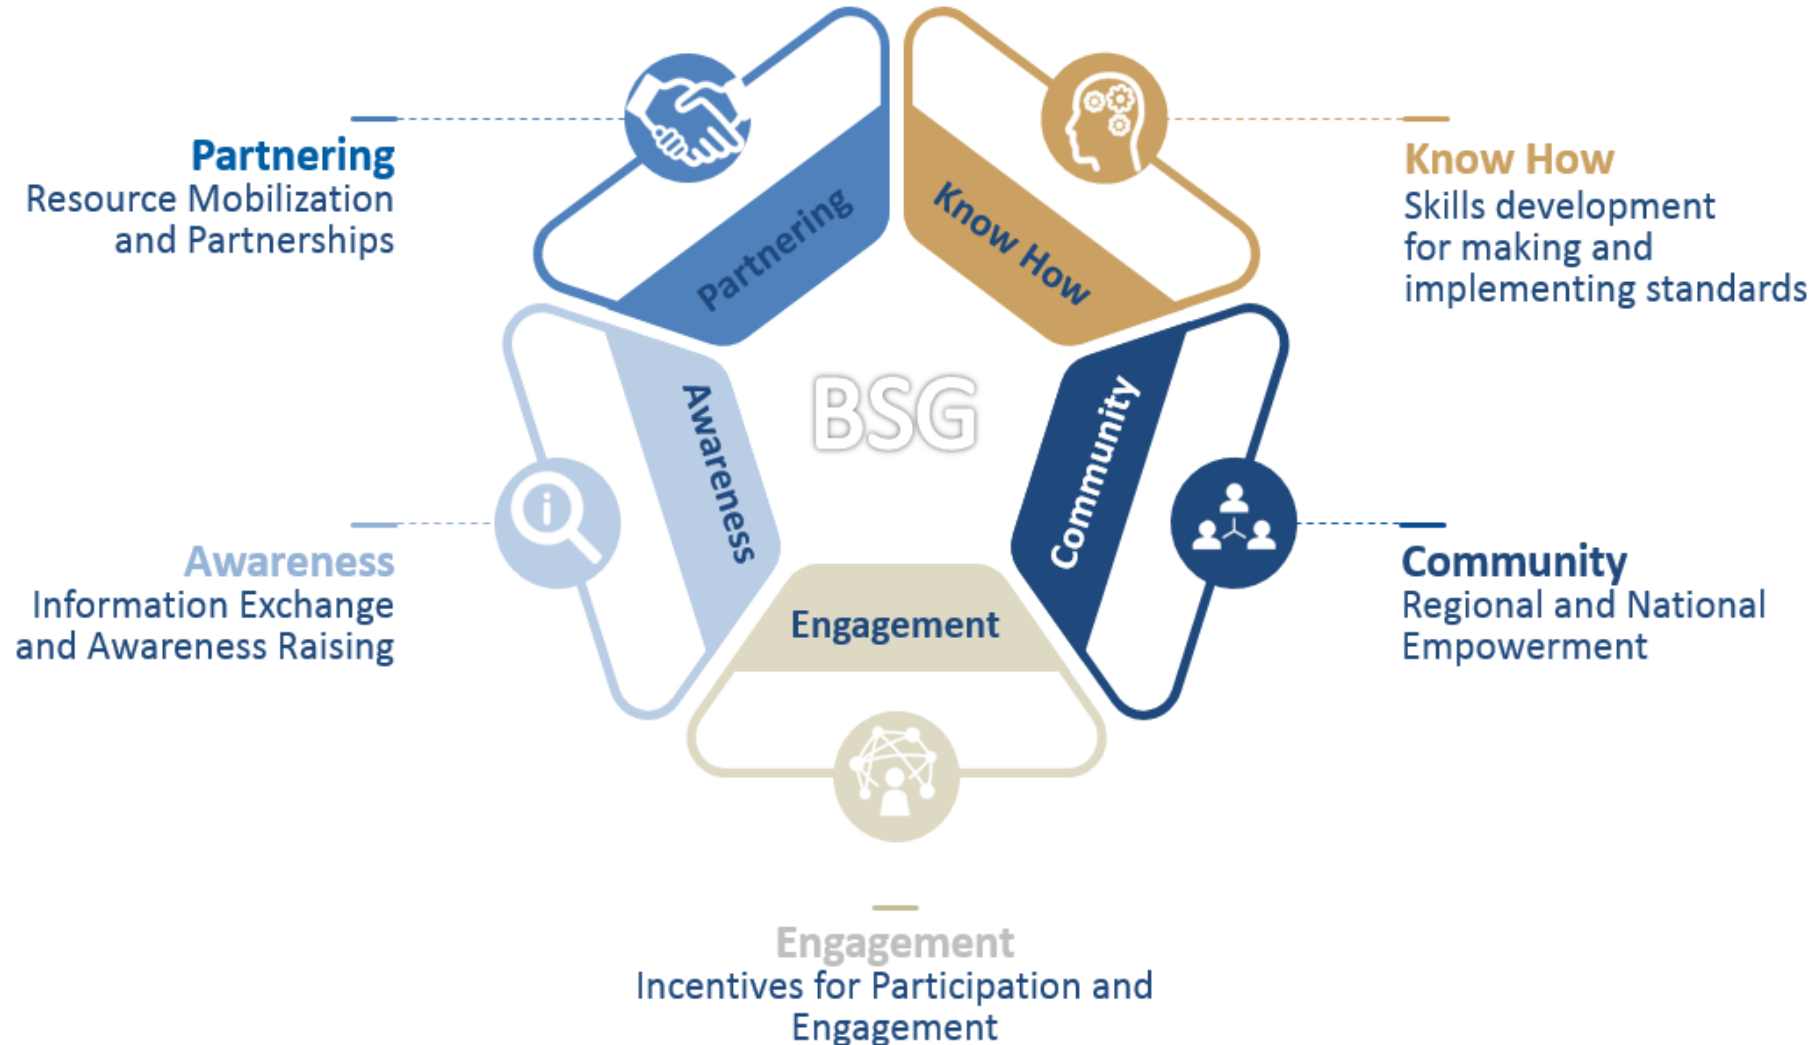 Partnering
Resource Mobilization
and Partnerships
Know How
Skills development
for making and
implementing standards
Partnering
Know How
BSG
Awareness
Community
Engagement
Awareness
Information Exchange
and Awareness Raising
Community
Regional and National
Empowerment
i
Engagement
Incentives for Participation and
Engagement